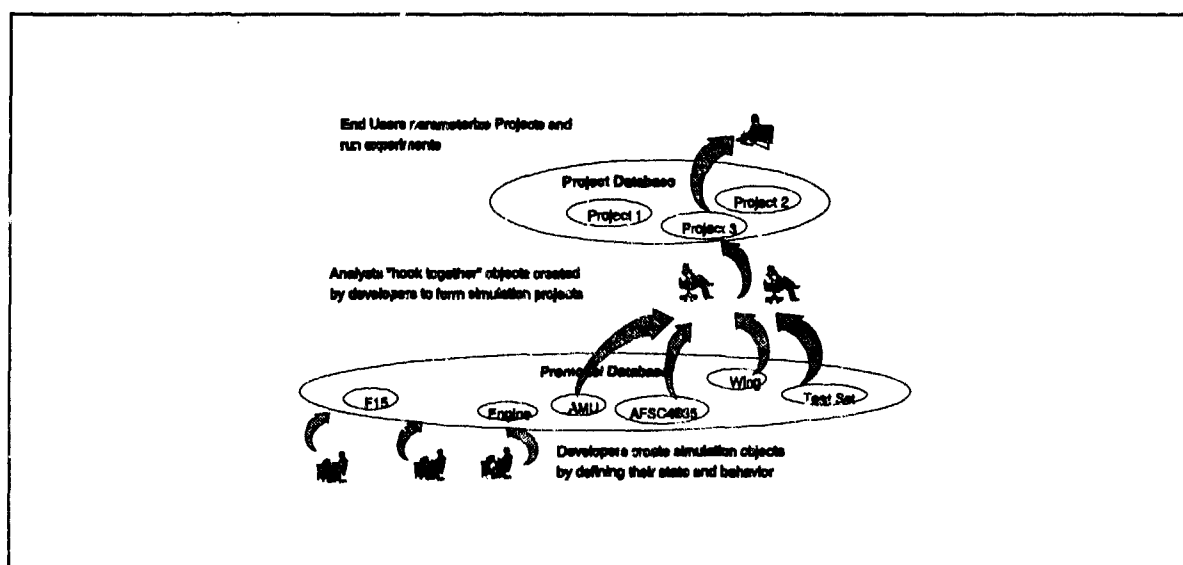 End Users parameterize Projects and
run experiments
Project Database
Project 1
Project 2
Project 3
Analysts "hook together" objects created
by developers to form simulation projects
Premodel Database
F15
Engine
AMU
Wing
Test Set
Developers create simulation objects
by defining their state and behavior